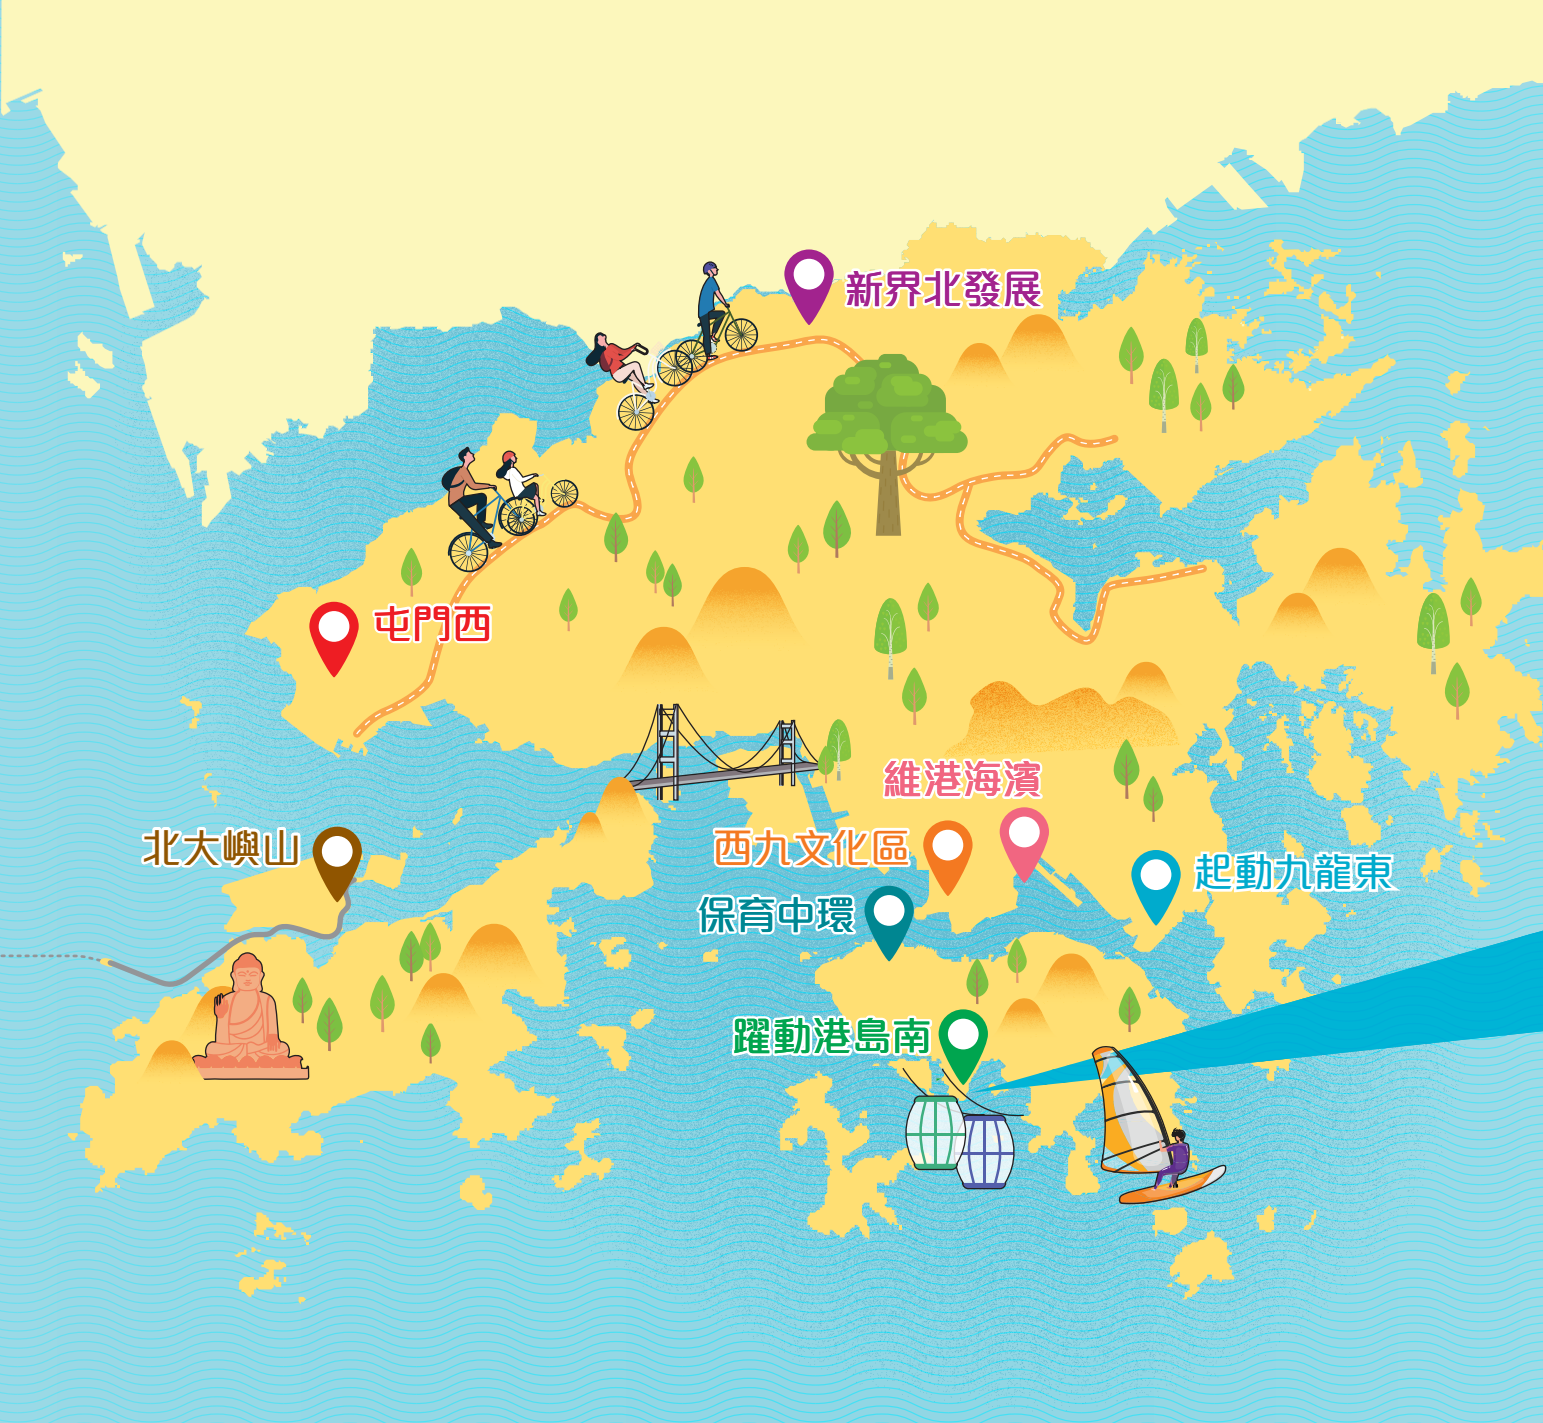 新界北發展
屯門西
維港海濱
北大嶼山
西九文化區
起動九龍東
保育中環
躍動港島南